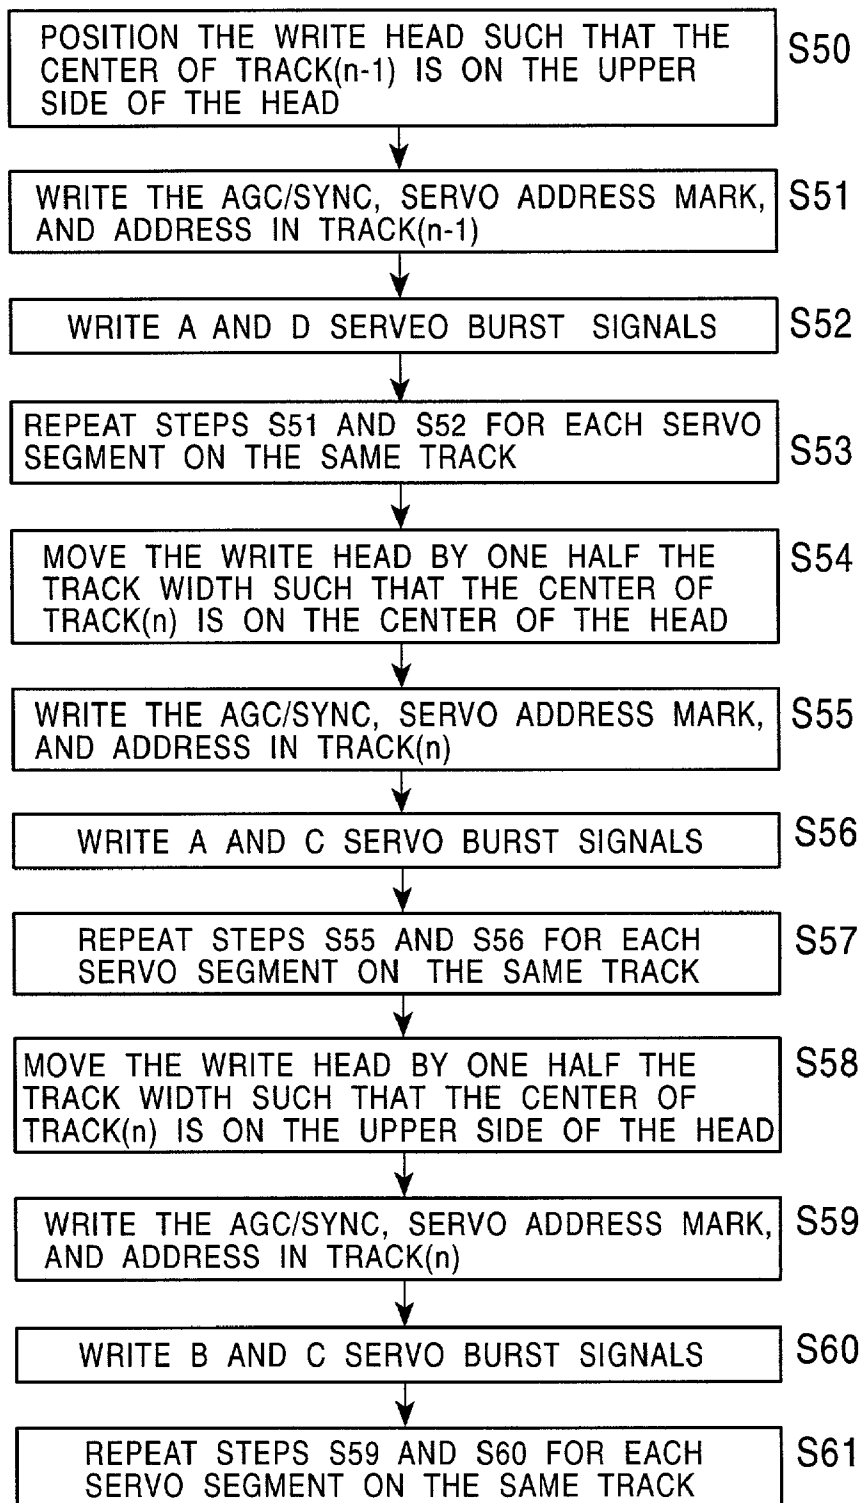 POSITION THE WRITE HEAD SUCH THAT THE
CENTER OF TRACK(n-1) IS ON THE UPPER
SIDE OF THE HEAD
S50
WRITE THE AGC/SYNC, SERVO ADDRESS MARK,
AND ADDRESS IN TRACK(n-1)
S51
WRITE A AND D SERVEO BURST SIGNALS
S52
REPEAT STEPS S51 AND S52 FOR EACH SERVO
SEGMENT ON THE SAME TRACK
S53
MOVE THE WRITE HEAD BY ONE HALF THE
TRACK WIDTH SUCH THAT THE CENTER OF
TRACK(n) IS ON THE CENTER OF THE HEAD
S54
WRITE THE AGC/SYNC, SERVO ADDRESS MARK,
AND ADDRESS IN TRACK(n)
S55
WRITE A AND C SERVO BURST SIGNALS
S56
REPEAT STEPS S55 AND S56 FOR EACH
SERVO SEGMENT ON THE SAME TRACK
S57
MOVE THE WRITE HEAD BY ONE HALF THE
TRACK WIDTH SUCH THAT THE CENTER OF
TRACK(n) IS ON THE UPPER SIDE OF THE HEAD
S58
WRITE THE AGC/SYNC, SERVO ADDRESS MARK,
AND ADDRESS IN TRACK(n)
S59
WRITE B AND C SERVO BURST SIGNALS
S60
REPEAT STEPS S59 AND S60 FOR EACH
SERVO SEGMENT ON THE SAME TRACK
S61